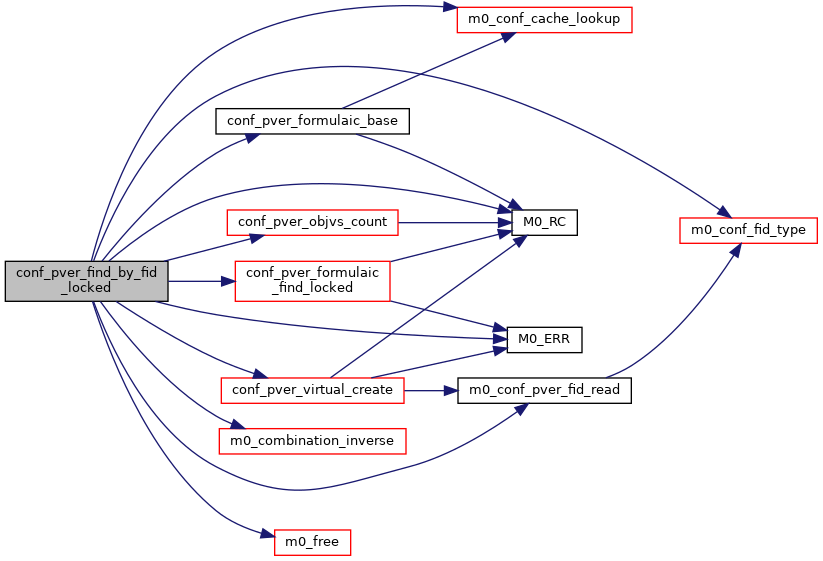 m0_conf_cache_lookup
conf_pver_formulaic_base
conf_pver_objvs_count
M0_RC
m0_conf_fid_type
conf_pver_find_by_fid
_locked
conf_pver_formulaic
_find_locked
M0_ERR
conf_pver_virtual_create
m0_conf_pver_fid_read
m0_combination_inverse
m0_free